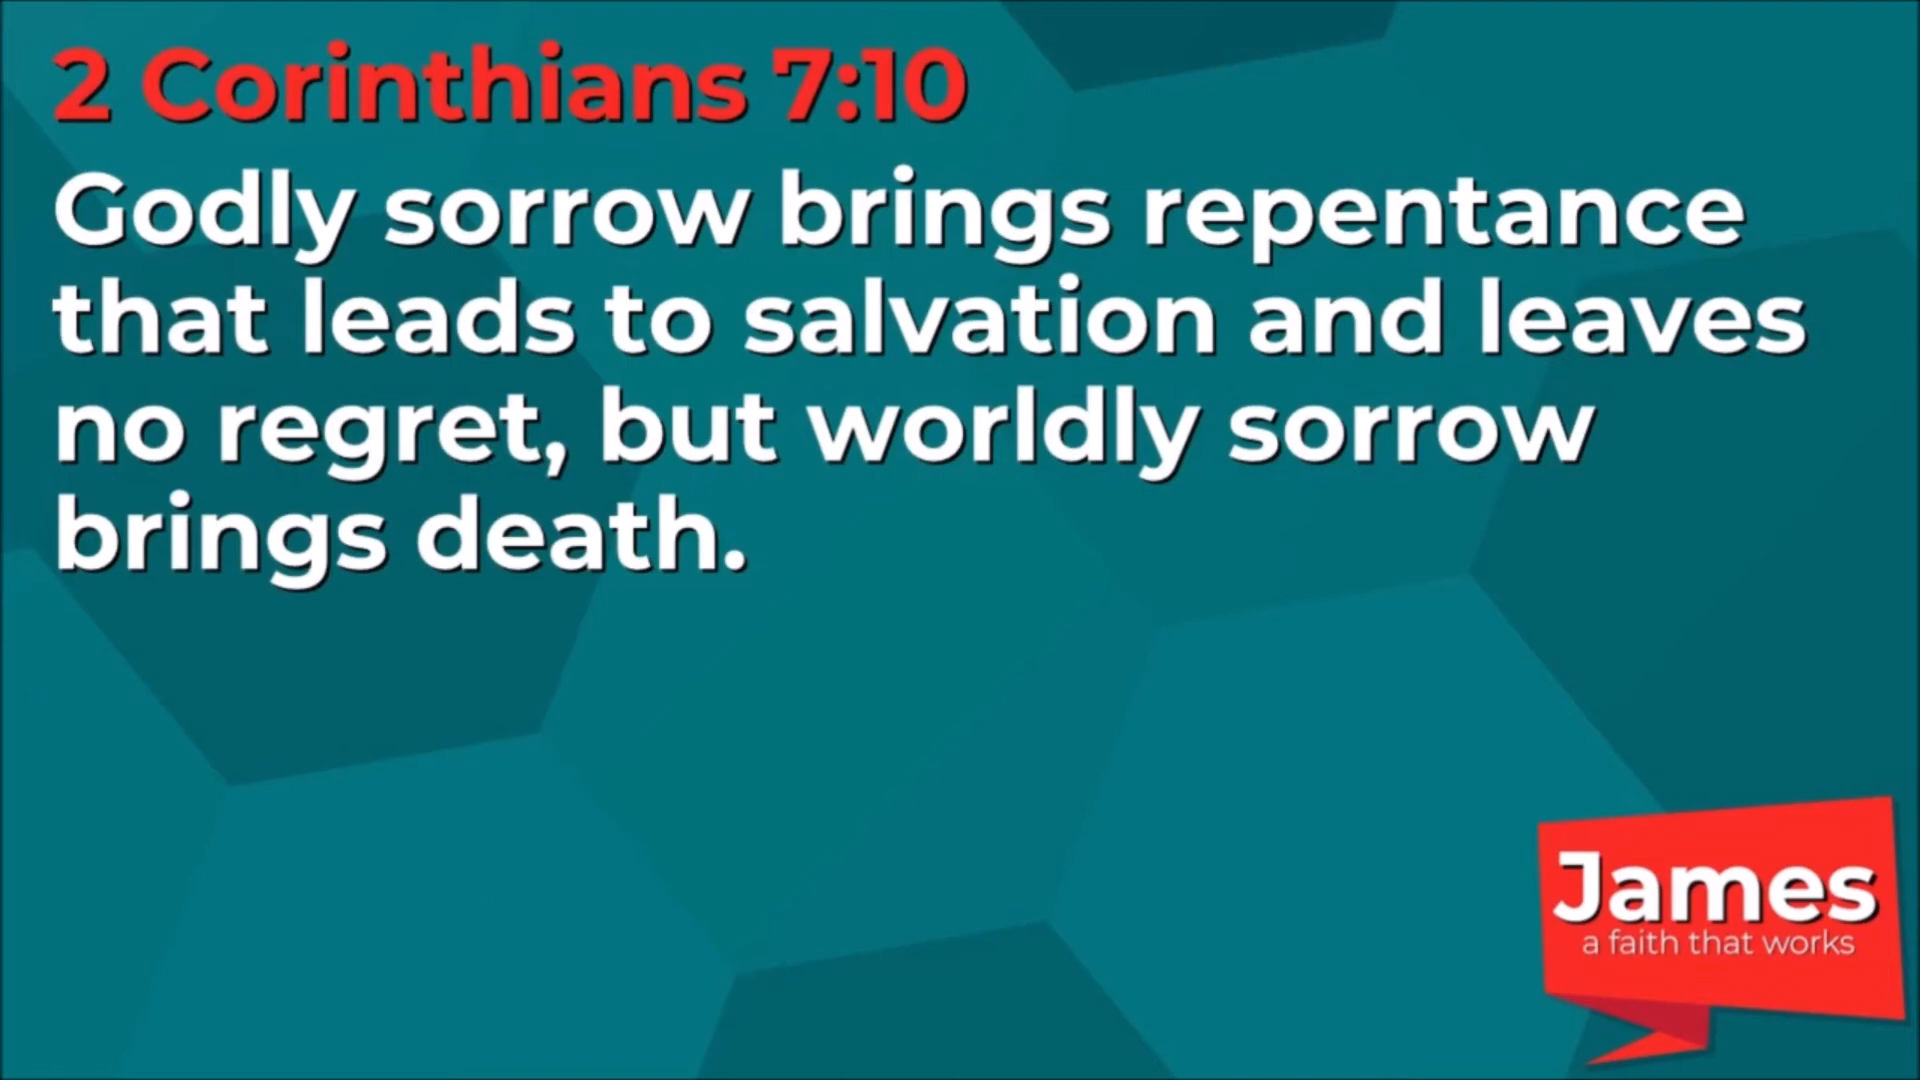 2 Corinthians 7:10
Godly sorrow brings repentance
that leads to salvation and leaves
no regret, but worldly sorrow
brings death.
James
a faith that works